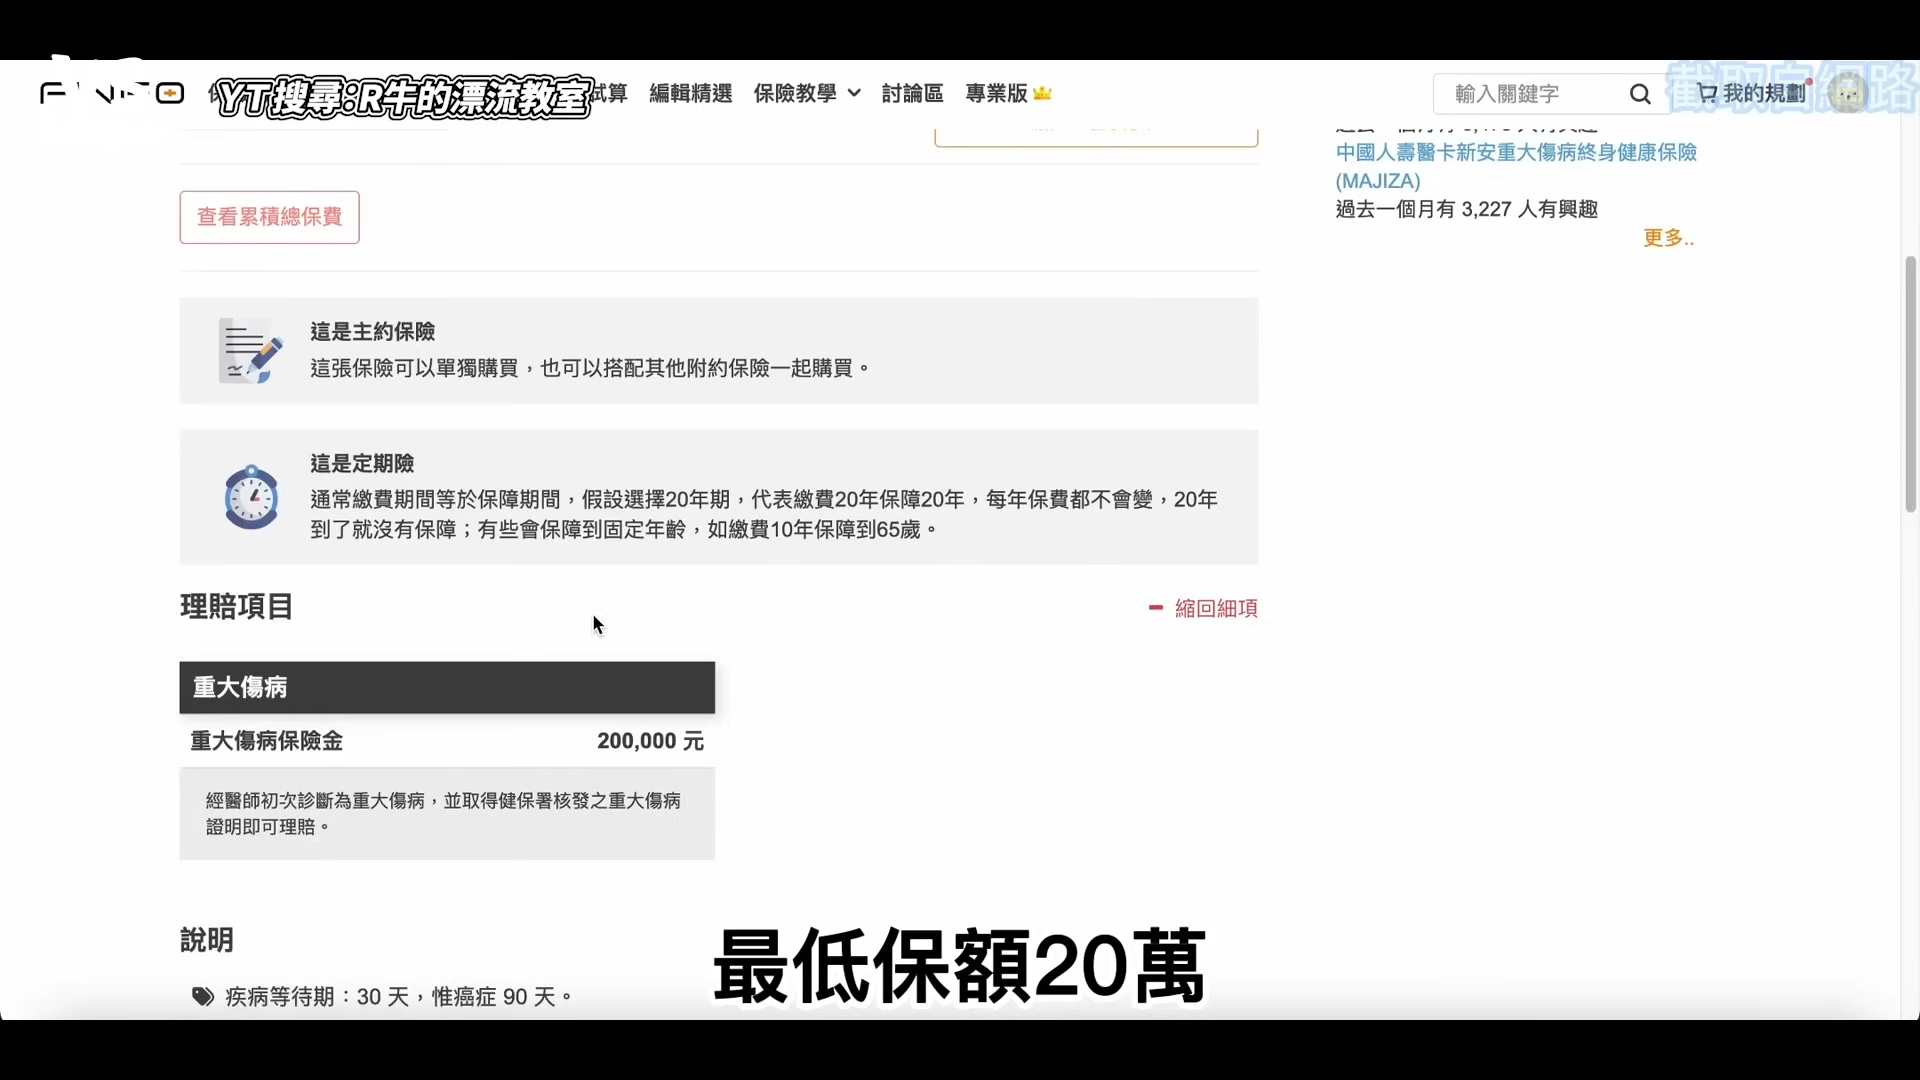 YT搜尋:R牛的漂流教室
試算
編輯精選
保險教學
討論區
專業版
輸入關鍵字
我的規劃
截取自網路
中國人壽醫卡新安重大傷病終身健康保險
(MAJIZA)
過去一個月有 3,227 人有興趣
更多..
查看累積總保費
這是主約保險
這張保險可以單獨購買，也可以搭配其他附約保險一起購買。
這是定期險
通常繳費期間等於保障期間，假設選擇20年期，代表繳費20年保障20年，每年保費都不會變，20年
到了就沒有保障；有些會保障到固定年齡，如繳費10年保障到65歲。
理賠項目
縮回細項
重大傷病
重大傷病保險金 200,000 元
經醫師初次診斷為重大傷病，並取得健保署核發之重大傷病
證明即可理賠。
說明
疾病等待期：30 天，惟癌症 90 天。
最低保額20萬